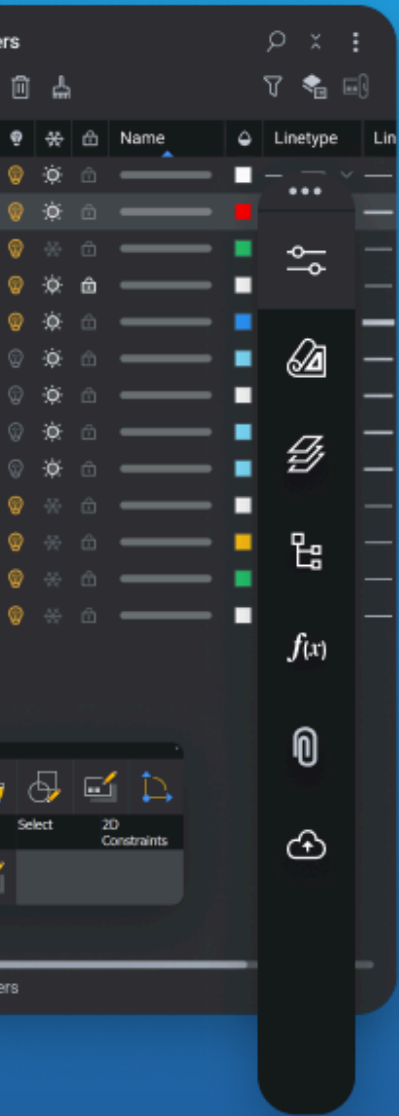 ers
Name Linetype Lin
f(x)
Select 2D
Constraints
ers